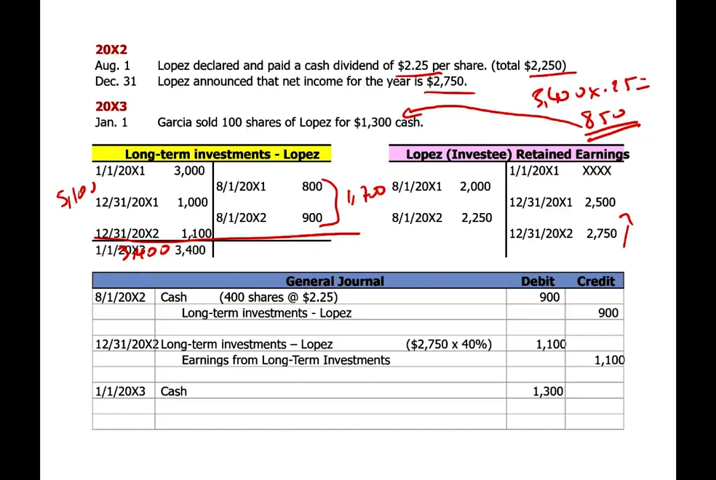 20X2
Aug. 1 Lopez declared and paid a cash dividend of $2.25 per share. (total $2,250)
Dec. 31 Lopez announced that net income for the year is $2,750.
3,400 x .25 =
20X3
850
Jan. 1 Garcia sold 100 shares of Lopez for $1,300 cash.
Long-term investments - Lopez Lopez (Investee) Retained Earnings
1/1/20X1 3,000 1/1/20X1 XXXX
5,100 8/1/20X1 800 1,700 8/1/20X1 2,000
12/31/20X1 1,000 12/31/20X1 2,500
8/1/20X2 900 8/1/20X2 2,250
12/31/20X2 1,100 12/31/20X2 2,750
1/1/20X3 3,400 3,400
General Journal Debit Credit
8/1/20X2 Cash (400 shares @ $2.25) 900
Long-term investments - Lopez 900
12/31/20X2 Long-term investments – Lopez ($2,750 x 40%) 1,100
Earnings from Long-Term Investments 1,100
1/1/20X3 Cash 1,300